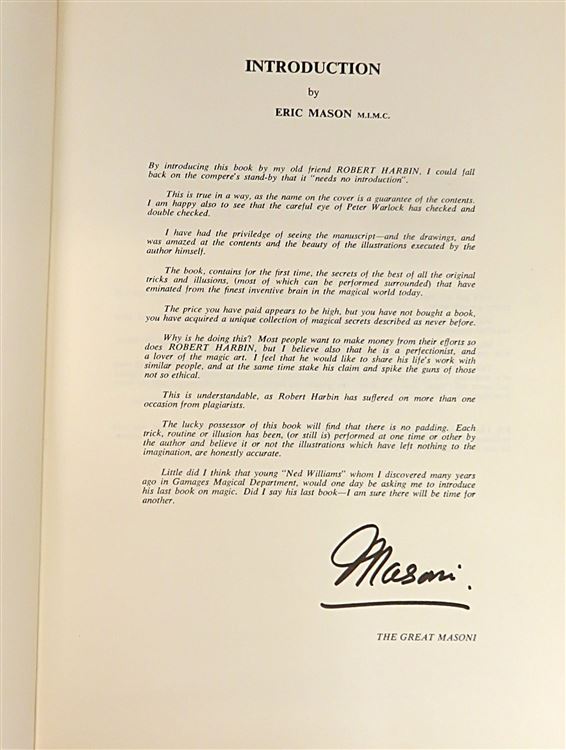 INTRODUCTION
by
ERIC MASON M.I.M.C.
By introducing this book by my old friend ROBERT HARBIN, I could fall
back on the compere's stand-by that it "needs no introduction".
This is true in a way, as the name on the cover is a guarantee of the contents.
I am happy also to see that the careful eye of Peter Warlock has checked and
double checked.
I have had the priviledge of seeing the manuscript—and the drawings, and
was amazed at the contents and the beauty of the illustrations executed by the
author himself.
The book, contains for the first time, the secrets of the best of all the original
tricks and illusions, (most of which can be performed surrounded) that have
eminated from the finest inventive brain in the magical world today.
The price you have paid appears to be high, but you have not bought a book,
you have acquired a unique collection of magical secrets described as never before.
Why is he doing this? Most people want to make money from their efforts so
does ROBERT HARBIN, but I believe also that he is a perfectionist, and
a lover of the magic art. I feel that he would like to share his life's work with
similar people, and at the same time stake his claim and spike the guns of those
not so ethical.
This is understandable, as Robert Harbin has suffered on more than one
occasion from plagiarists.
The lucky possessor of this book will find that there is no padding. Each
trick, routine or illusion has been, (or still is) performed at one time or other by
the author and believe it or not the illustrations which have left nothing to the
imagination, are honestly accurate.
Little did I think that young "Ned Williams" whom I discovered many years
ago in Gamages Magical Department, would one day be asking me to introduce
his last book on magic. Did I say his last book—I am sure there will be time for
another.
Masoni.
THE GREAT MASONI